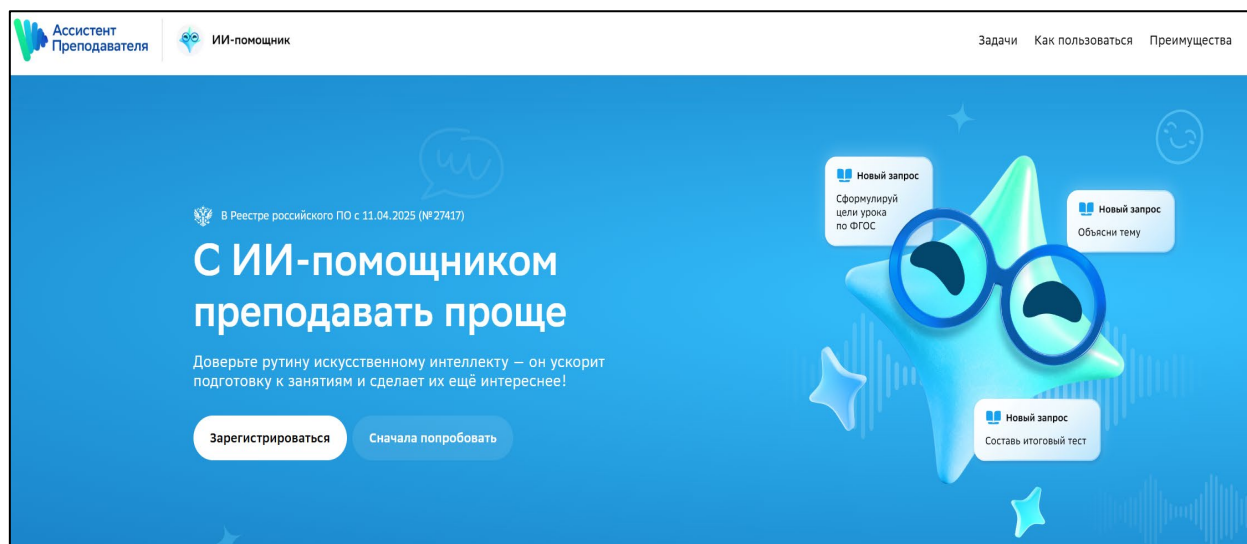 Ассистент
Преподавателя
ИИ-помощник
Задачи Как пользоваться Преимущества
В Реестре российского ПО с 11.04.2025 (№ 27417)
С ИИ-помощником
преподавать проще
Доверьте рутину искусственному интеллекту — он ускорит
подготовку к занятиям и сделает их ещё интереснее!
Зарегистрироваться
Сначала попробовать
Новый запрос
Сформулируй
цели урока
по ФГОС
Новый запрос
Объясни тему
Новый запрос
Составь итоговый тест